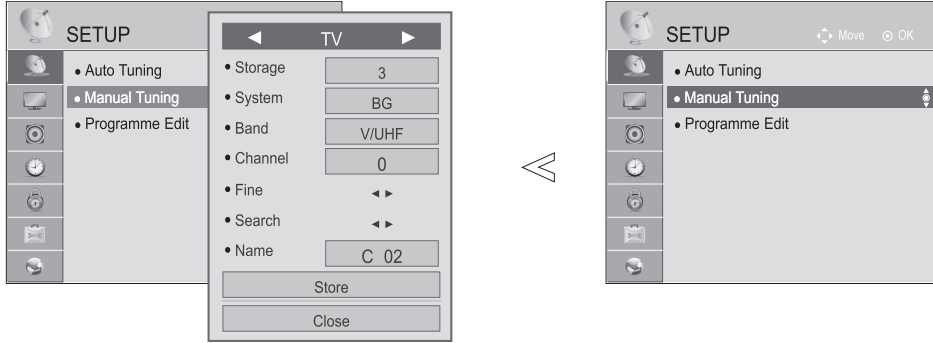 SETUP
• Auto Tuning
• Manual Tuning
• Programme Edit
◀ TV ▶
• Storage 3
• System BG
• Band V/UHF
• Channel 0
• Fine ◀ ▶
• Search ◀ ▶
• Name C 02
Store
Close
SETUP Move OK
• Auto Tuning
• Manual Tuning
• Programme Edit